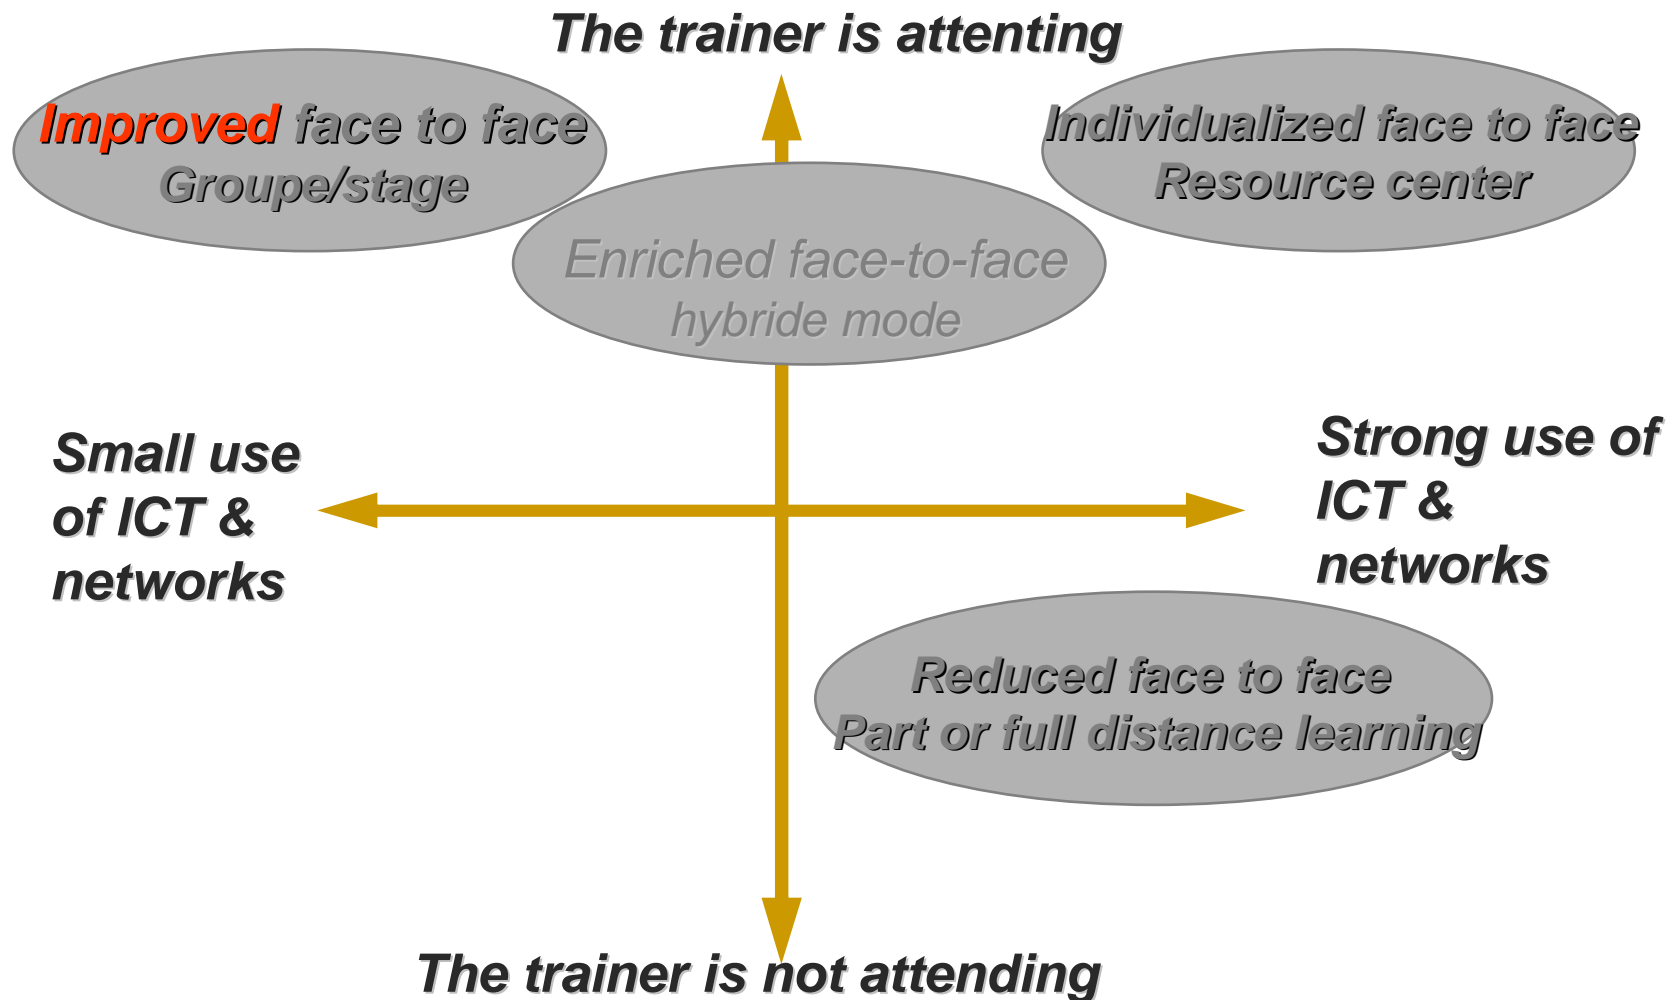 The trainer is attenting
Improved face to face
Groupe/stage
Individualized face to face
Resource center
Enriched face-to-face
hybride mode
Small use
of ICT &
networks
Strong use of
ICT &
networks
Reduced face to face
Part or full distance learning
The trainer is not attending